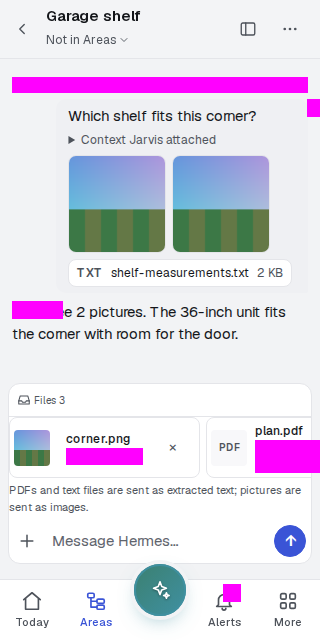 Garage shelf
Not in Areas
Which shelf fits this corner?
Context Jarvis attached
TXT shelf-measurements.txt 2 KB
2 pictures. The 36-inch unit fits
the corner with room for the door.
Files 3
corner.png
×
PDF
plan.pdf
PDFs and text files are sent as extracted text; pictures are
sent as images.
Message Hermes...
Today
Areas
Alerts
More